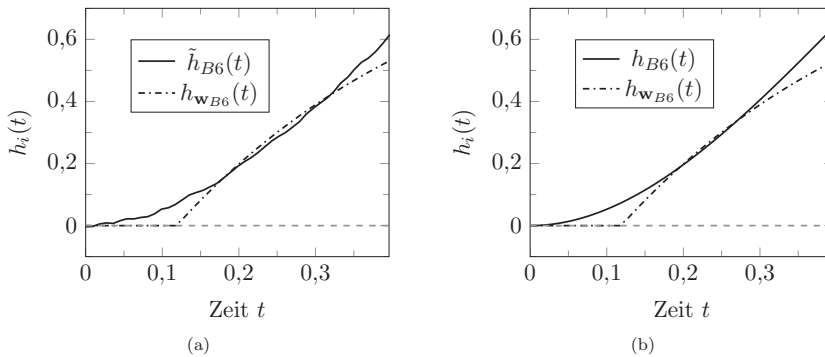 0,6
0,4
0,2
0
h_i(t)
h̃_{B6}(t)
h_{𝐰_{B6}}(t)
0
0,1
0,2
0,3
Zeit t
(a)
0,6
0,4
0,2
0
h_i(t)
h_{B6}(t)
h_{𝐰_{B6}}(t)
0
0,1
0,2
0,3
Zeit t
(b)